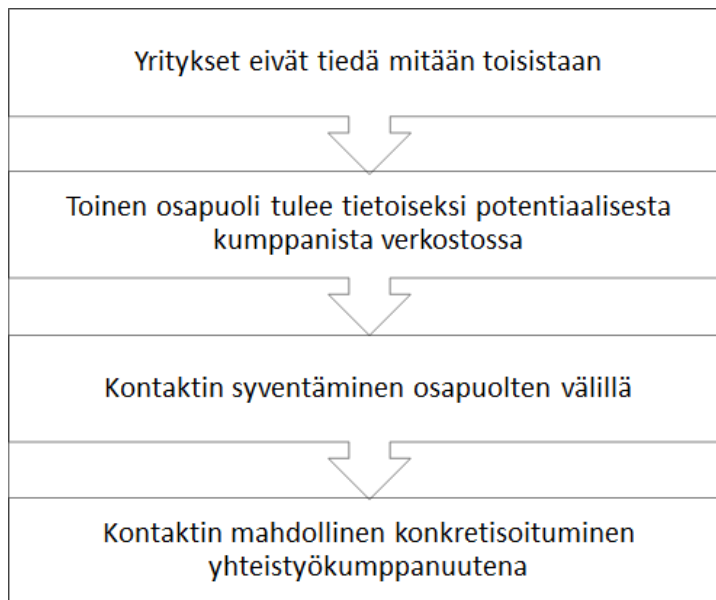 Yritykset eivät tiedä mitään toisistaan
Toinen osapuoli tulee tietoiseksi potentiaalisesta
kumppanista verkostossa
Kontaktin syventäminen osapuolten välillä
Kontaktin mahdollinen konkretisoituminen
yhteistyökumppanuutena